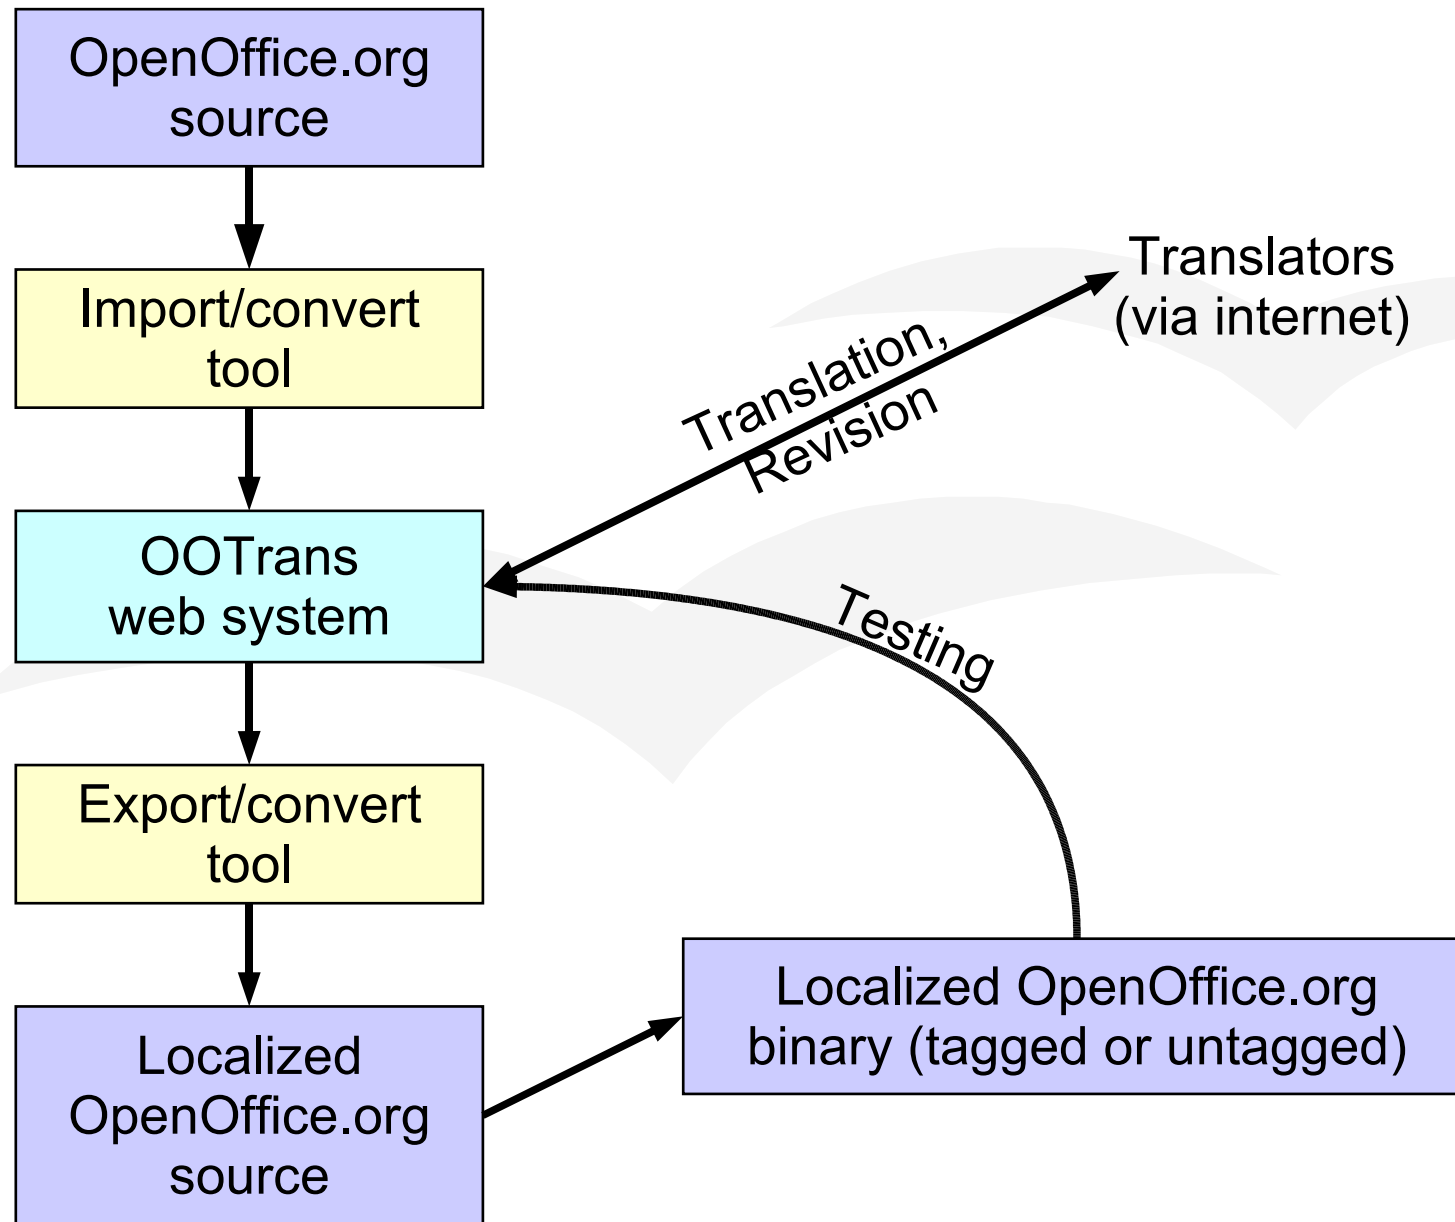 OpenOffice.org
source
Import/convert
tool
Translators
(via internet)
Translation,
Revision
OOTrans
web system
Testing
Export/convert
tool
Localized OpenOffice.org
binary (tagged or untagged)
Localized
OpenOffice.org
source